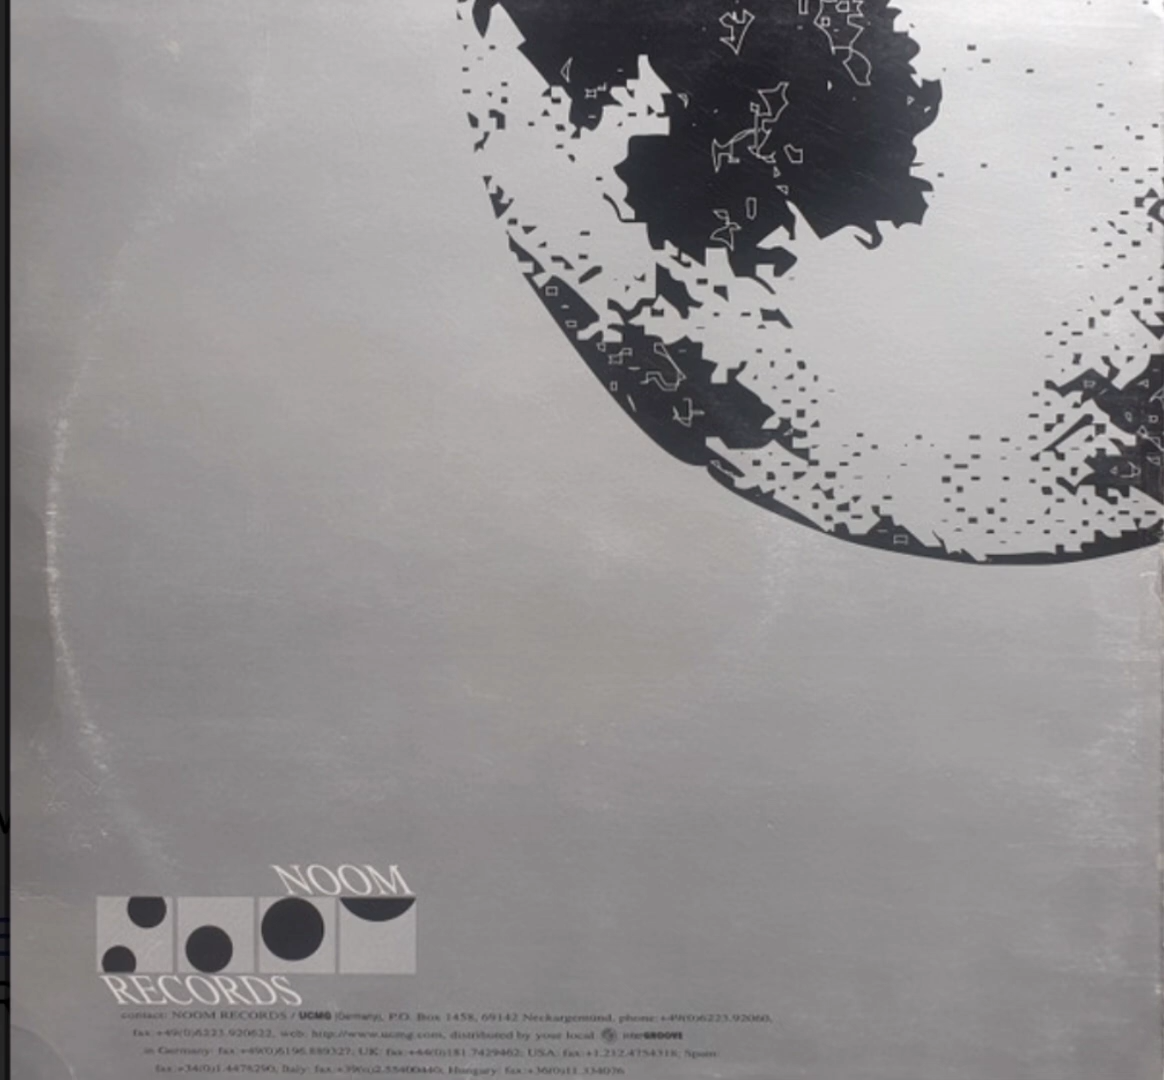 NOOM
RECORDS
contact: NOOM RECORDS / UCMG (Germany), P.O. Box 1458, 69142 Neckargemünd, phone:+49(0)6223.92060,
fax:+49(0)6223.920622, web: http://www.ucmg.com, distributed by your local interGROOVE
in Germany: fax:+49(0)6196.889327; UK: fax:+44(0)181.7429462; USA: fax:+1.212.4754318; Spain:
fax:+34(0)1.4478290; Italy: fax:+39(0)2.55400440; Hungary: fax:+36(0)11.334036